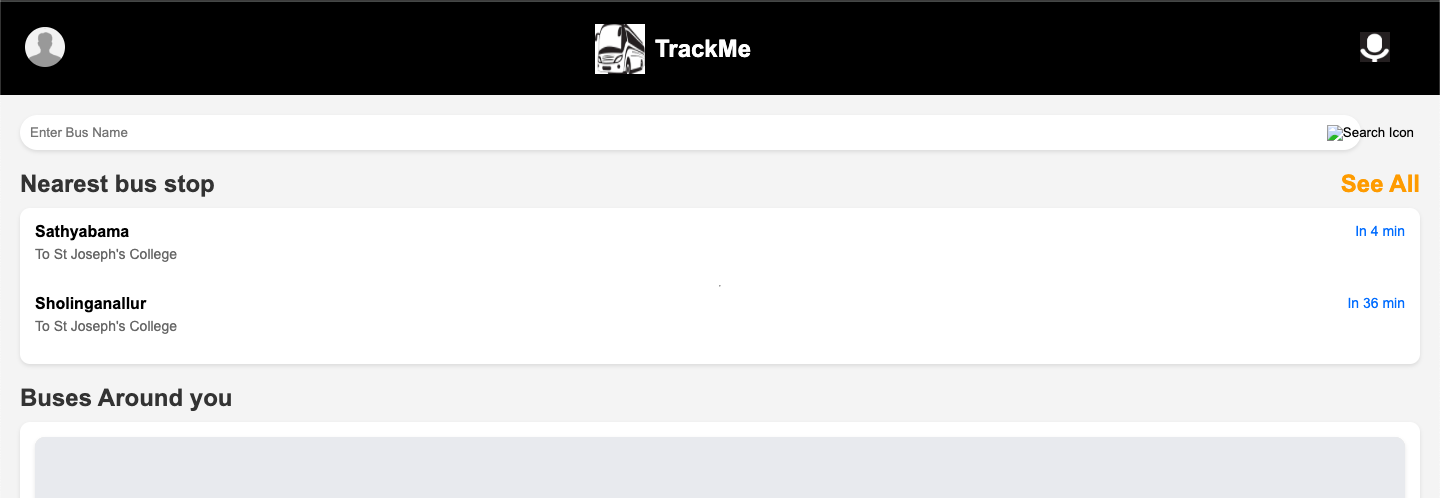 TrackMe
Enter Bus Name
Search Icon
Nearest bus stop
See All
Sathyabama
In 4 min
To St Joseph's College
Sholinganallur
In 36 min
To St Joseph's College
Buses Around you